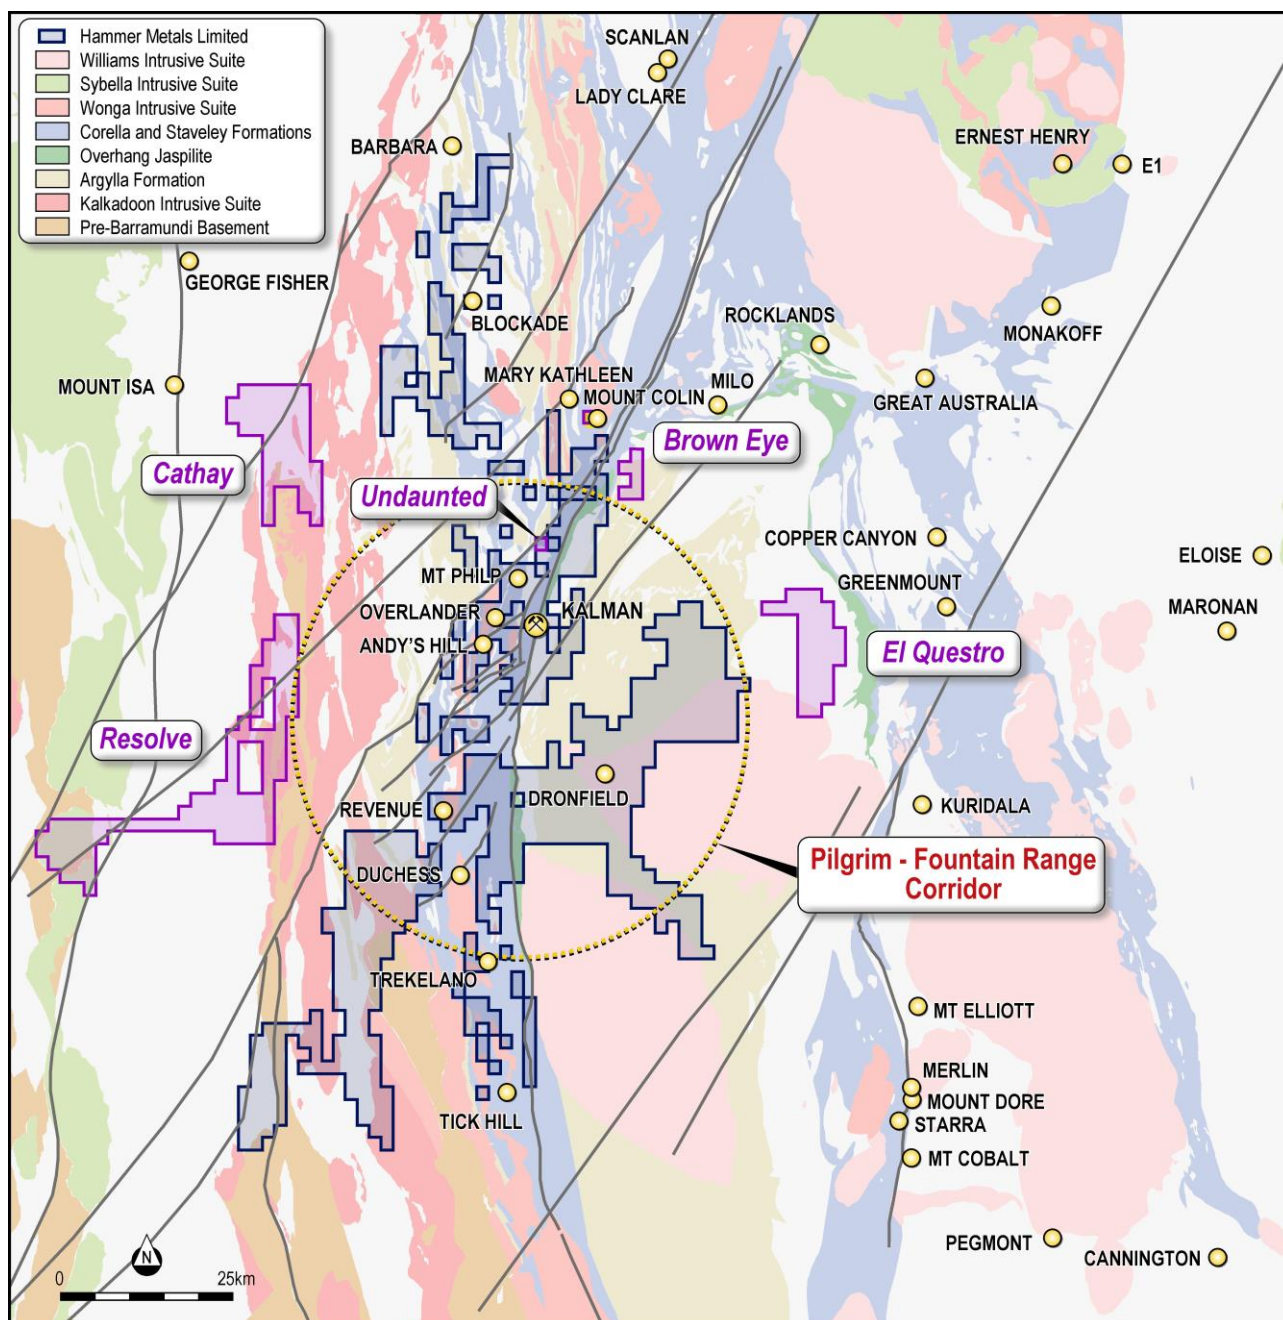 Hammer Metals Limited
Williams Intrusive Suite
Sybella Intrusive Suite
Wonga Intrusive Suite
Corella and Staveley Formations
Overhang Jaspilite
Argylla Formation
Kalkadoon Intrusive Suite
Pre-Barramundi Basement
SCANLAN
LADY CLARE
BARBARA
ERNEST HENRY
E1
GEORGE FISHER
BLOCKADE
ROCKLANDS
MONAKOFF
MOUNT ISA
MARY KATHLEEN
MOUNT COLIN
MILO
GREAT AUSTRALIA
Brown Eye
Cathay
Undaunted
COPPER CANYON
ELOISE
MT PHILP
GREENMOUNT
MARONAN
OVERLANDER
KALMAN
ANDY'S HILL
El Questro
Resolve
DRONFIELD
REVENUE
KURIDALA
Pilgrim - Fountain Range
Corridor
DUCHESS
TREKELANO
MT ELLIOTT
MERLIN
MOUNT DORE
STARRA
TICK HILL
MT COBALT
PEGMONT
CANNINGTON
N
0 25km